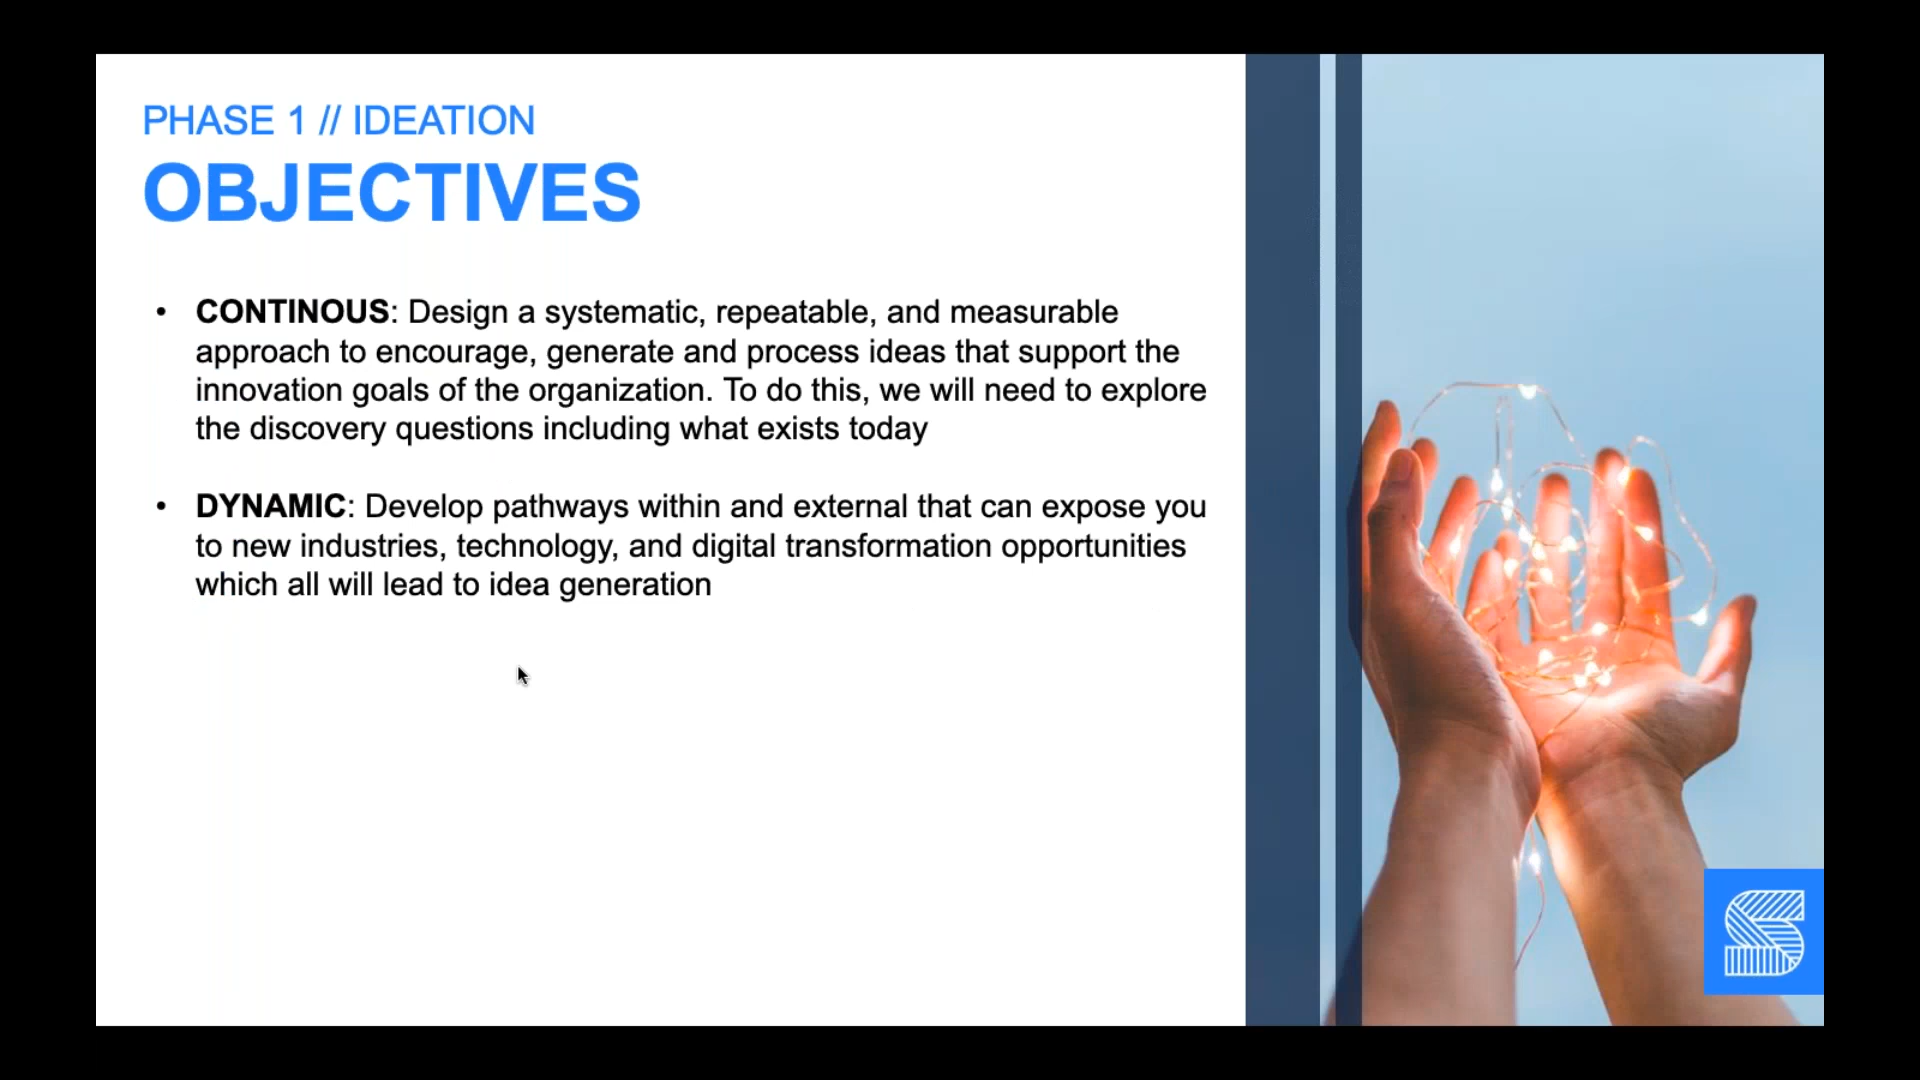 PHASE 1 // IDEATION
OBJECTIVES
• CONTINOUS: Design a systematic, repeatable, and measurable
approach to encourage, generate and process ideas that support the
innovation goals of the organization. To do this, we will need to explore
the discovery questions including what exists today
• DYNAMIC: Develop pathways within and external that can expose you
to new industries, technology, and digital transformation opportunities
which all will lead to idea generation
S